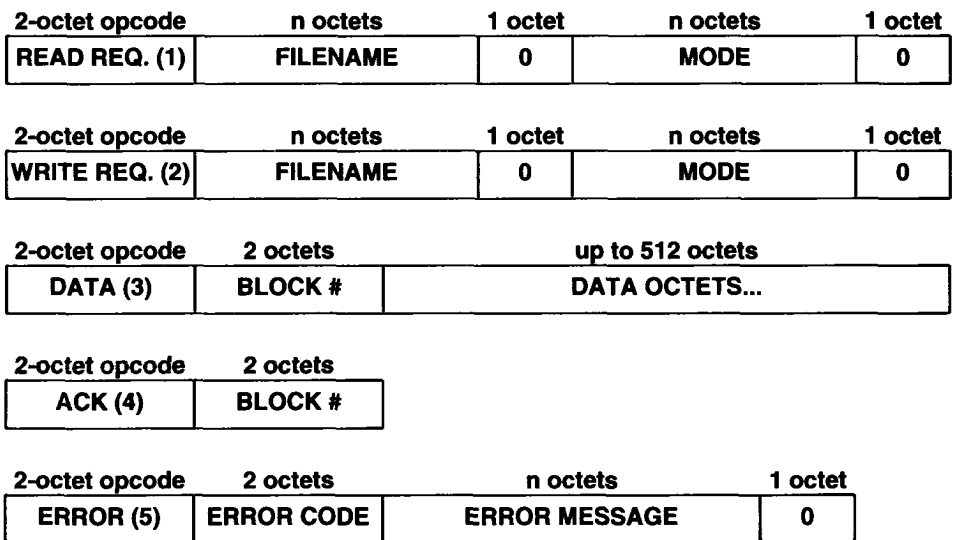 2-octet opcode n octets 1 octet n octets 1 octet
READ REQ. (1) FILENAME 0 MODE 0
2-octet opcode n octets 1 octet n octets 1 octet
WRITE REQ. (2) FILENAME 0 MODE 0
2-octet opcode 2 octets up to 512 octets
DATA (3) BLOCK # DATA OCTETS...
2-octet opcode 2 octets
ACK (4) BLOCK #
2-octet opcode 2 octets n octets 1 octet
ERROR (5) ERROR CODE ERROR MESSAGE 0